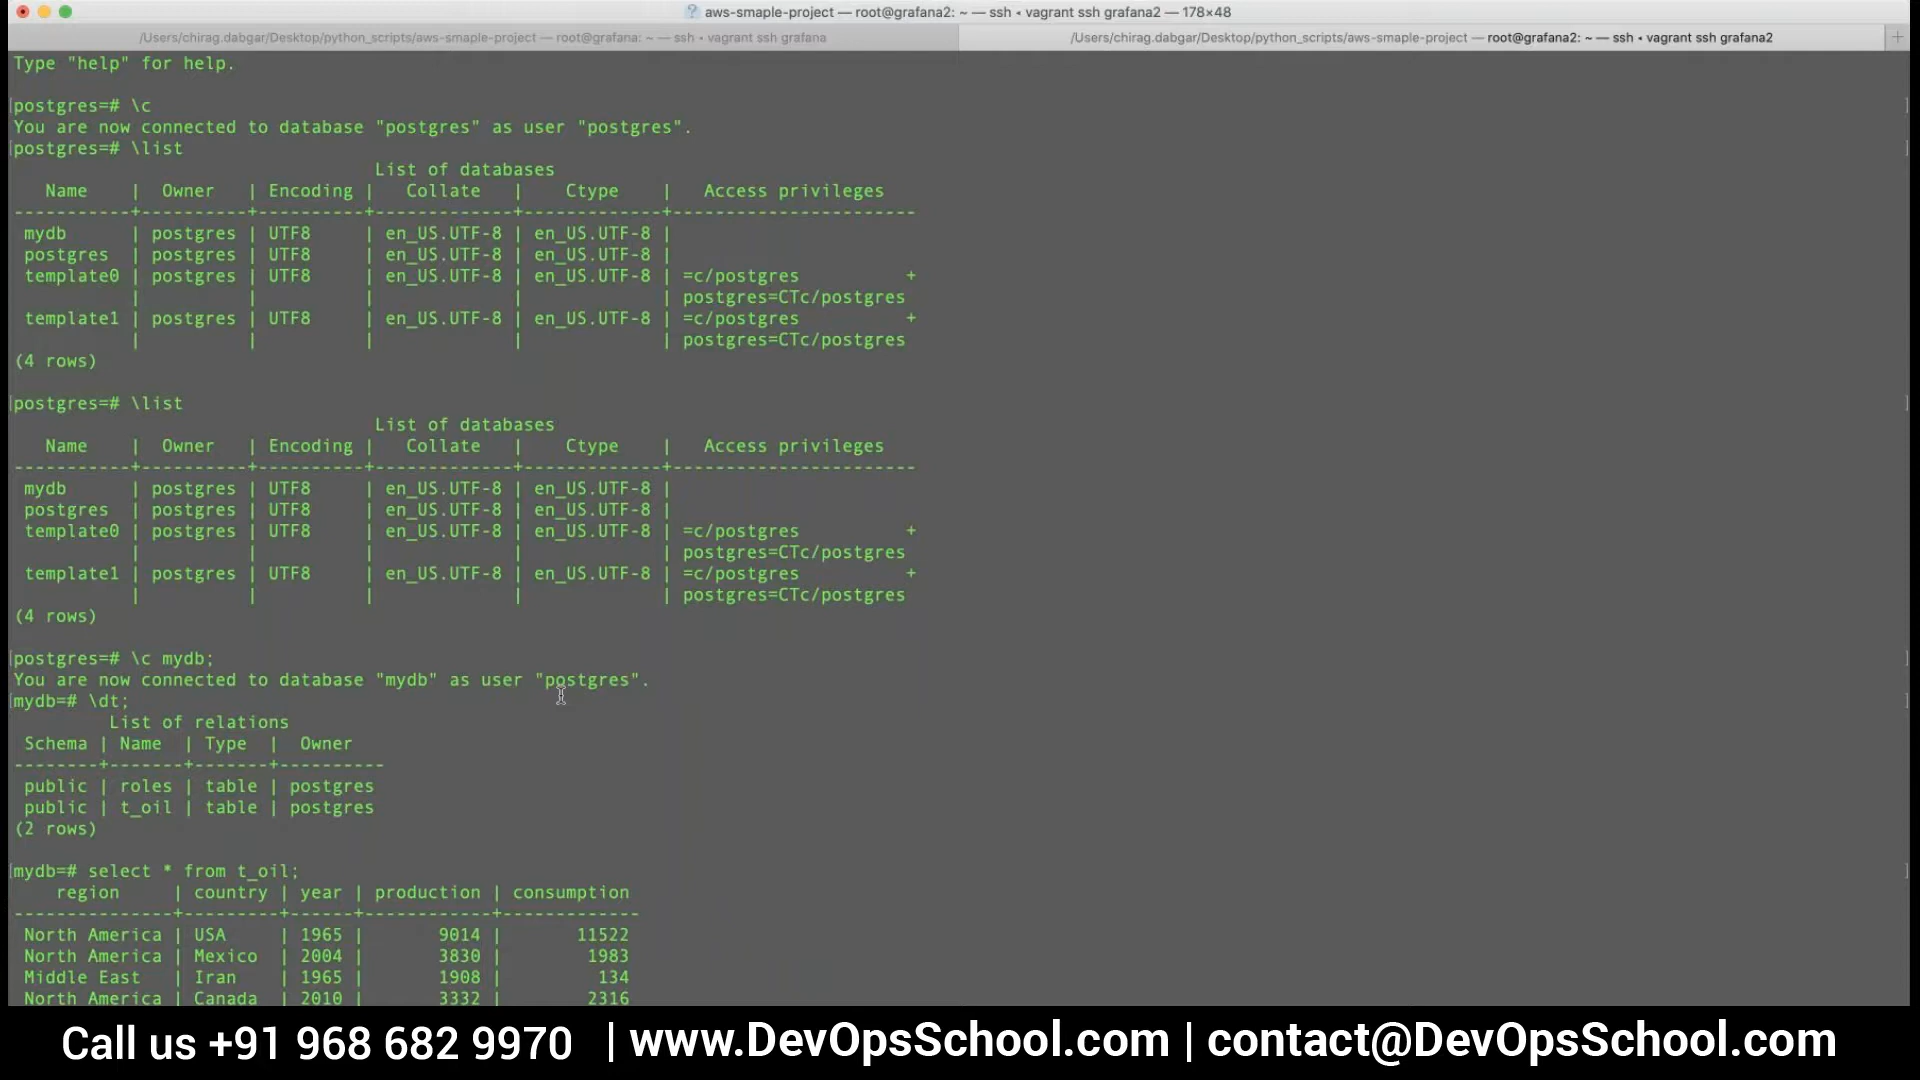 aws-smaple-project — root@grafana2: ~ — ssh • vagrant ssh grafana2 — 178×48
/Users/chirag.dabgar/Desktop/python_scripts/aws-smaple-project — root@grafana: ~ — ssh • vagrant ssh grafana
/Users/chirag.dabgar/Desktop/python_scripts/aws-smaple-project — root@grafana2: ~ — ssh • vagrant ssh grafana2
Type "help" for help.
postgres=# \c
You are now connected to database "postgres" as user "postgres".
postgres=# \list
List of databases
Name | Owner | Encoding | Collate | Ctype | Access privileges
-----------+----------+----------+-------------+-------------+-----------------------
mydb | postgres | UTF8 | en_US.UTF-8 | en_US.UTF-8 |
postgres | postgres | UTF8 | en_US.UTF-8 | en_US.UTF-8 |
template0 | postgres | UTF8 | en_US.UTF-8 | en_US.UTF-8 | =c/postgres +
| | | | | postgres=CTc/postgres
template1 | postgres | UTF8 | en_US.UTF-8 | en_US.UTF-8 | =c/postgres +
| | | | | postgres=CTc/postgres
(4 rows)
postgres=# \list
List of databases
Name | Owner | Encoding | Collate | Ctype | Access privileges
-----------+----------+----------+-------------+-------------+-----------------------
mydb | postgres | UTF8 | en_US.UTF-8 | en_US.UTF-8 |
postgres | postgres | UTF8 | en_US.UTF-8 | en_US.UTF-8 |
template0 | postgres | UTF8 | en_US.UTF-8 | en_US.UTF-8 | =c/postgres +
| | | | | postgres=CTc/postgres
template1 | postgres | UTF8 | en_US.UTF-8 | en_US.UTF-8 | =c/postgres +
| | | | | postgres=CTc/postgres
(4 rows)
postgres=# \c mydb;
You are now connected to database "mydb" as user "postgres".
mydb=# \dt;
List of relations
Schema | Name | Type | Owner
--------+-------+-------+----------
public | roles | table | postgres
public | t_oil | table | postgres
(2 rows)
mydb=# select * from t_oil;
region | country | year | production | consumption
---------------+---------+------+------------+-------------
North America | USA | 1965 | 9014 | 11522
North America | Mexico | 2004 | 3830 | 1983
Middle East | Iran | 1965 | 1908 | 134
North America | Canada | 2010 | 3332 | 2316
Call us +91 968 682 9970 | www.DevOpsSchool.com | contact@DevOpsSchool.com